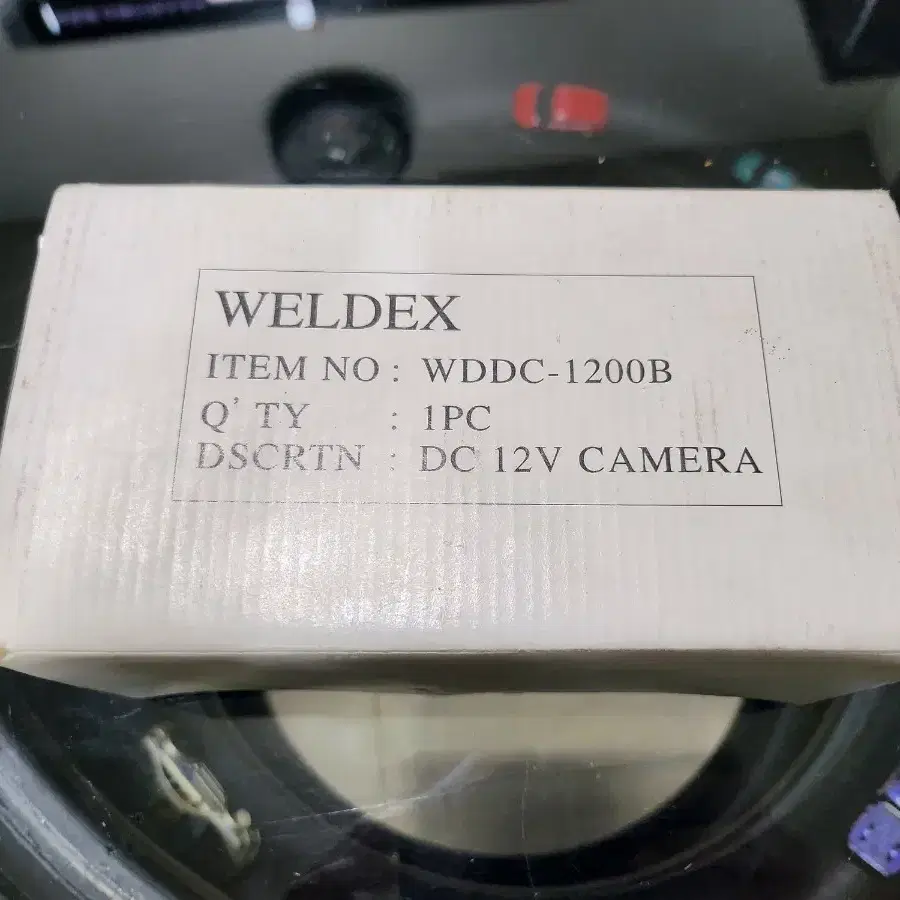 WELDEX
ITEM NO : WDDC-1200B
Q'TY : 1PC
DSCRTN : DC 12V CAMERA